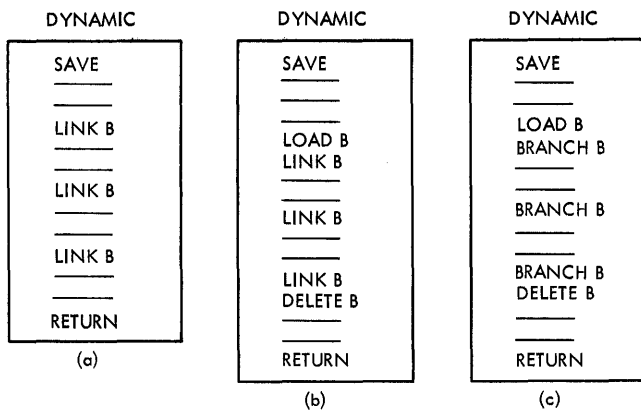 DYNAMIC
SAVE
LINK B
LINK B
LINK B
RETURN
(a)
DYNAMIC
SAVE
LOAD B
LINK B
LINK B
LINK B
DELETE B
RETURN
(b)
DYNAMIC
SAVE
LOAD B
BRANCH B
BRANCH B
BRANCH B
DELETE B
RETURN
(c)